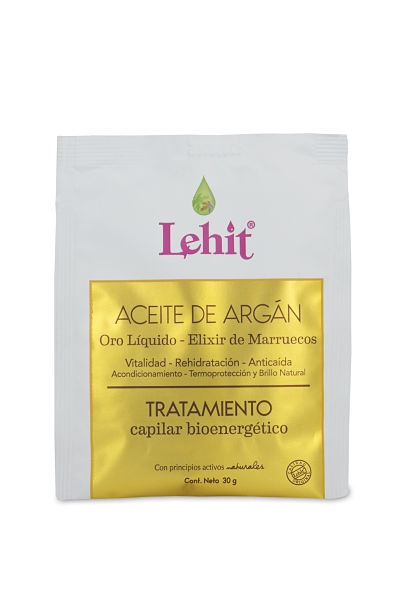 Lehit®
ACEITE DE ARGÁN
Oro Líquido - Elixir de Marruecos
Vitalidad - Rehidratación - Anticaída
Acondicionamiento - Termoprotección y Brillo Natural
TRATAMIENTO
capilar bioenergético
Con principios activos naturales
Cont. Neto 30 g